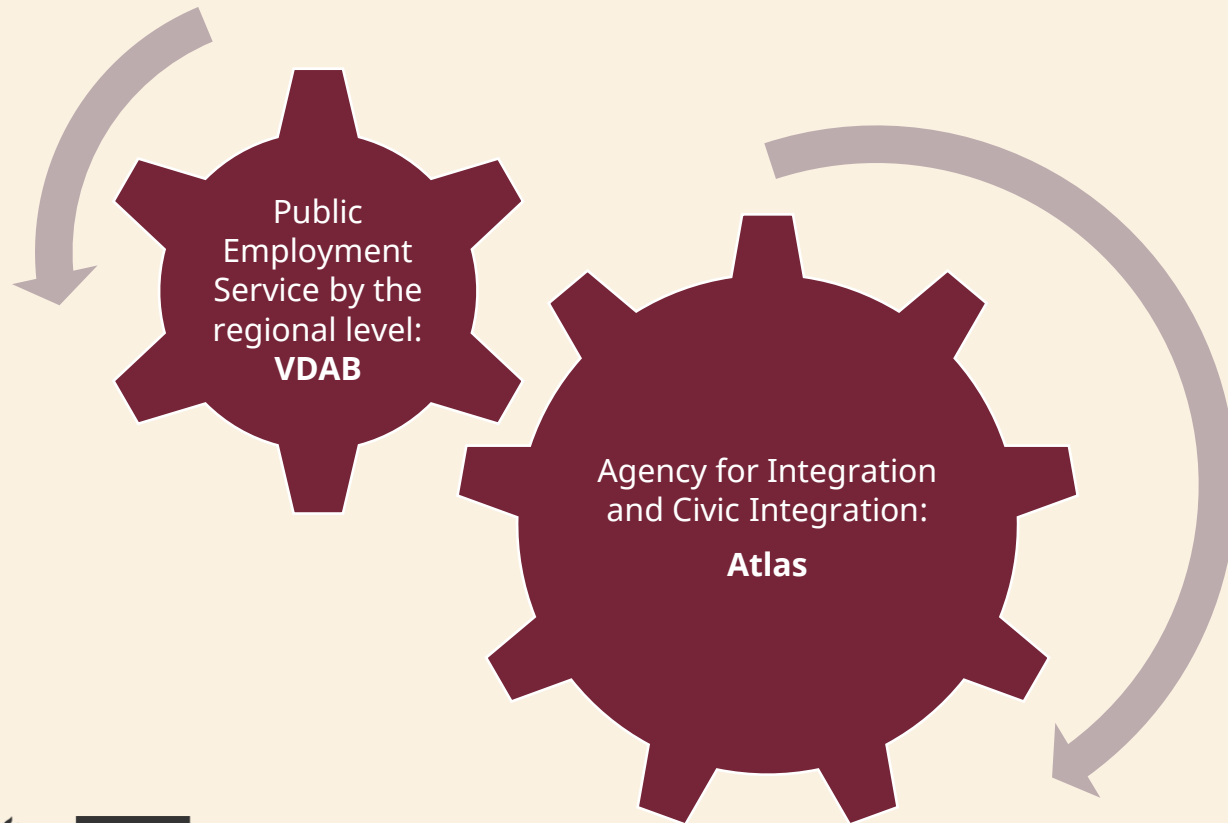 Public
Employment
Service by the
regional level:
VDAB
Agency for Integration
and Civic Integration:
Atlas